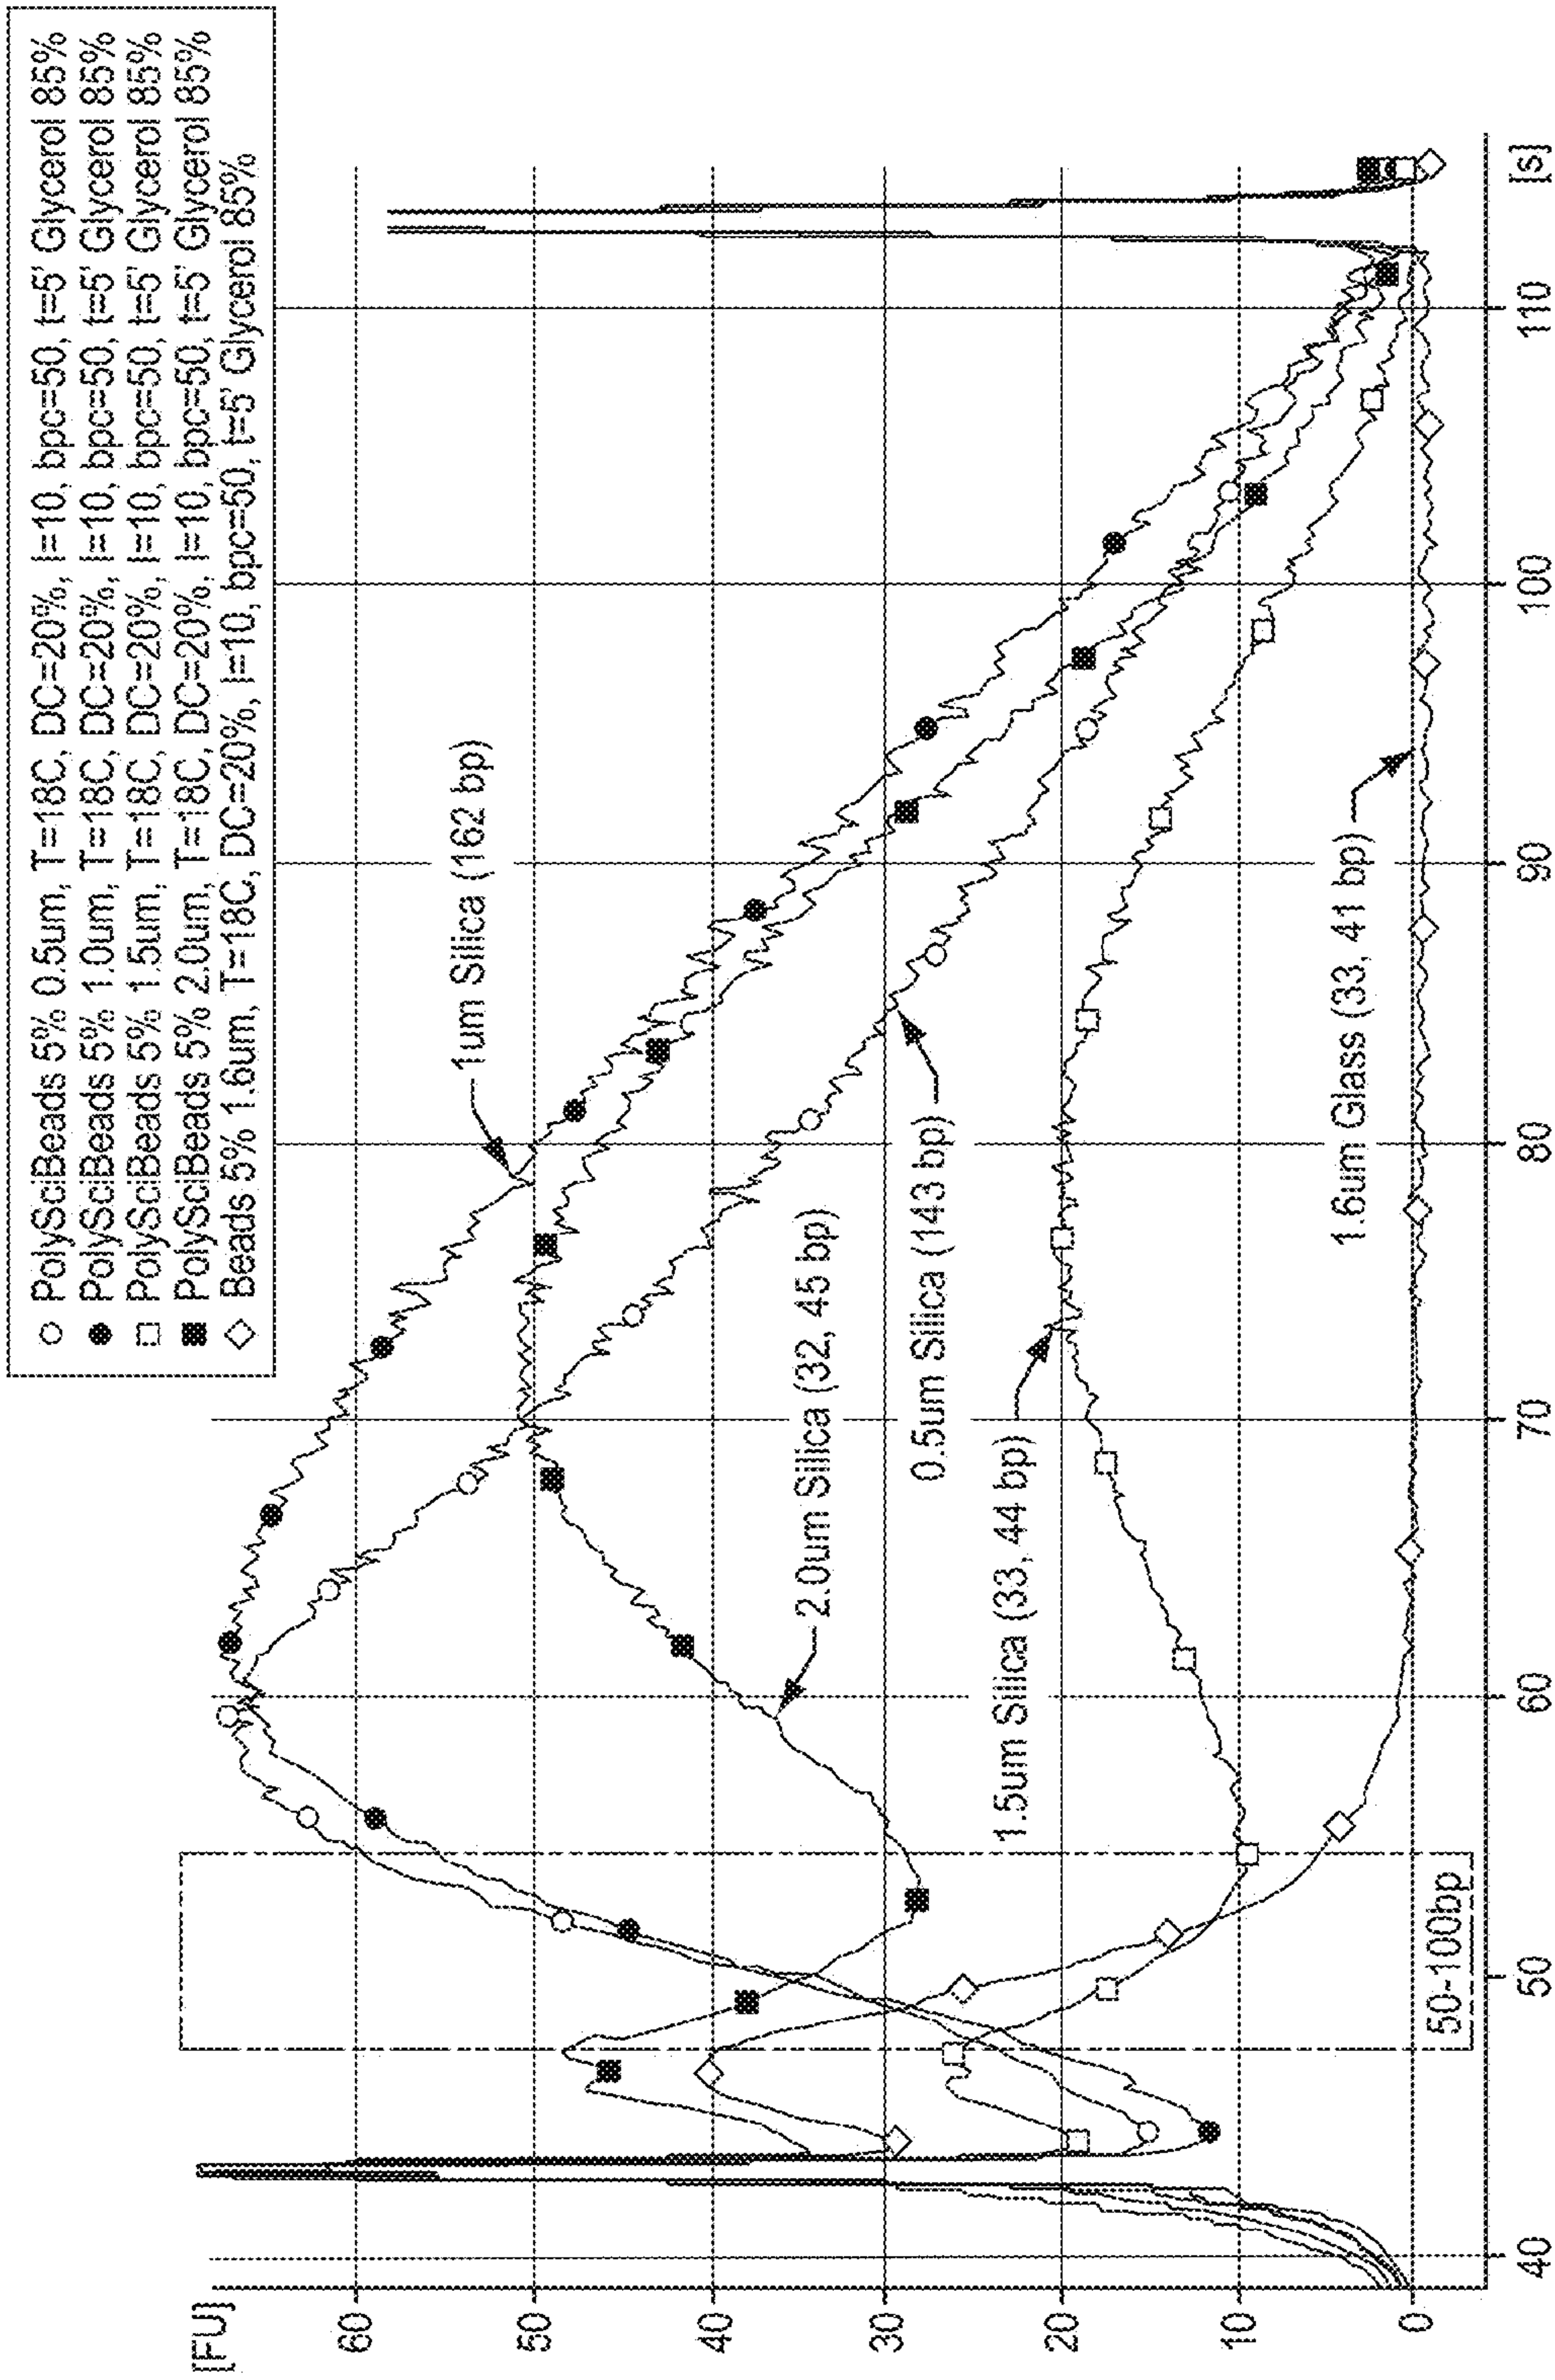 PolySciBeads 5% 0.5um, T=18C, DC=20%, I=10, bpc=50, t=5' Glycerol 85%
PolySciBeads 5% 1.0um, T=18C, DC=20%, I=10, bpc=50, t=5' Glycerol 85%
PolySciBeads 5% 1.5um, T=18C, DC=20%, I=10, bpc=50, t=5' Glycerol 85%
PolySciBeads 5% 2.0um, T=18C, DC=20%, I=10, bpc=50, t=5' Glycerol 85%
Beads 5% 1.6um, T=18C, DC=20%, I=10, bpc=50, t=5' Glycerol 85%
[FU]
60
50
40
30
20
10
0
1um Silica (162 bp)
2.0um Silica (32, 45 bp)
0.5um Silica (143 bp)
1.5um Silica (33, 44 bp)
1.6um Glass (33, 41 bp)
50-100bp
40
50
60
70
80
90
100
110
[s]